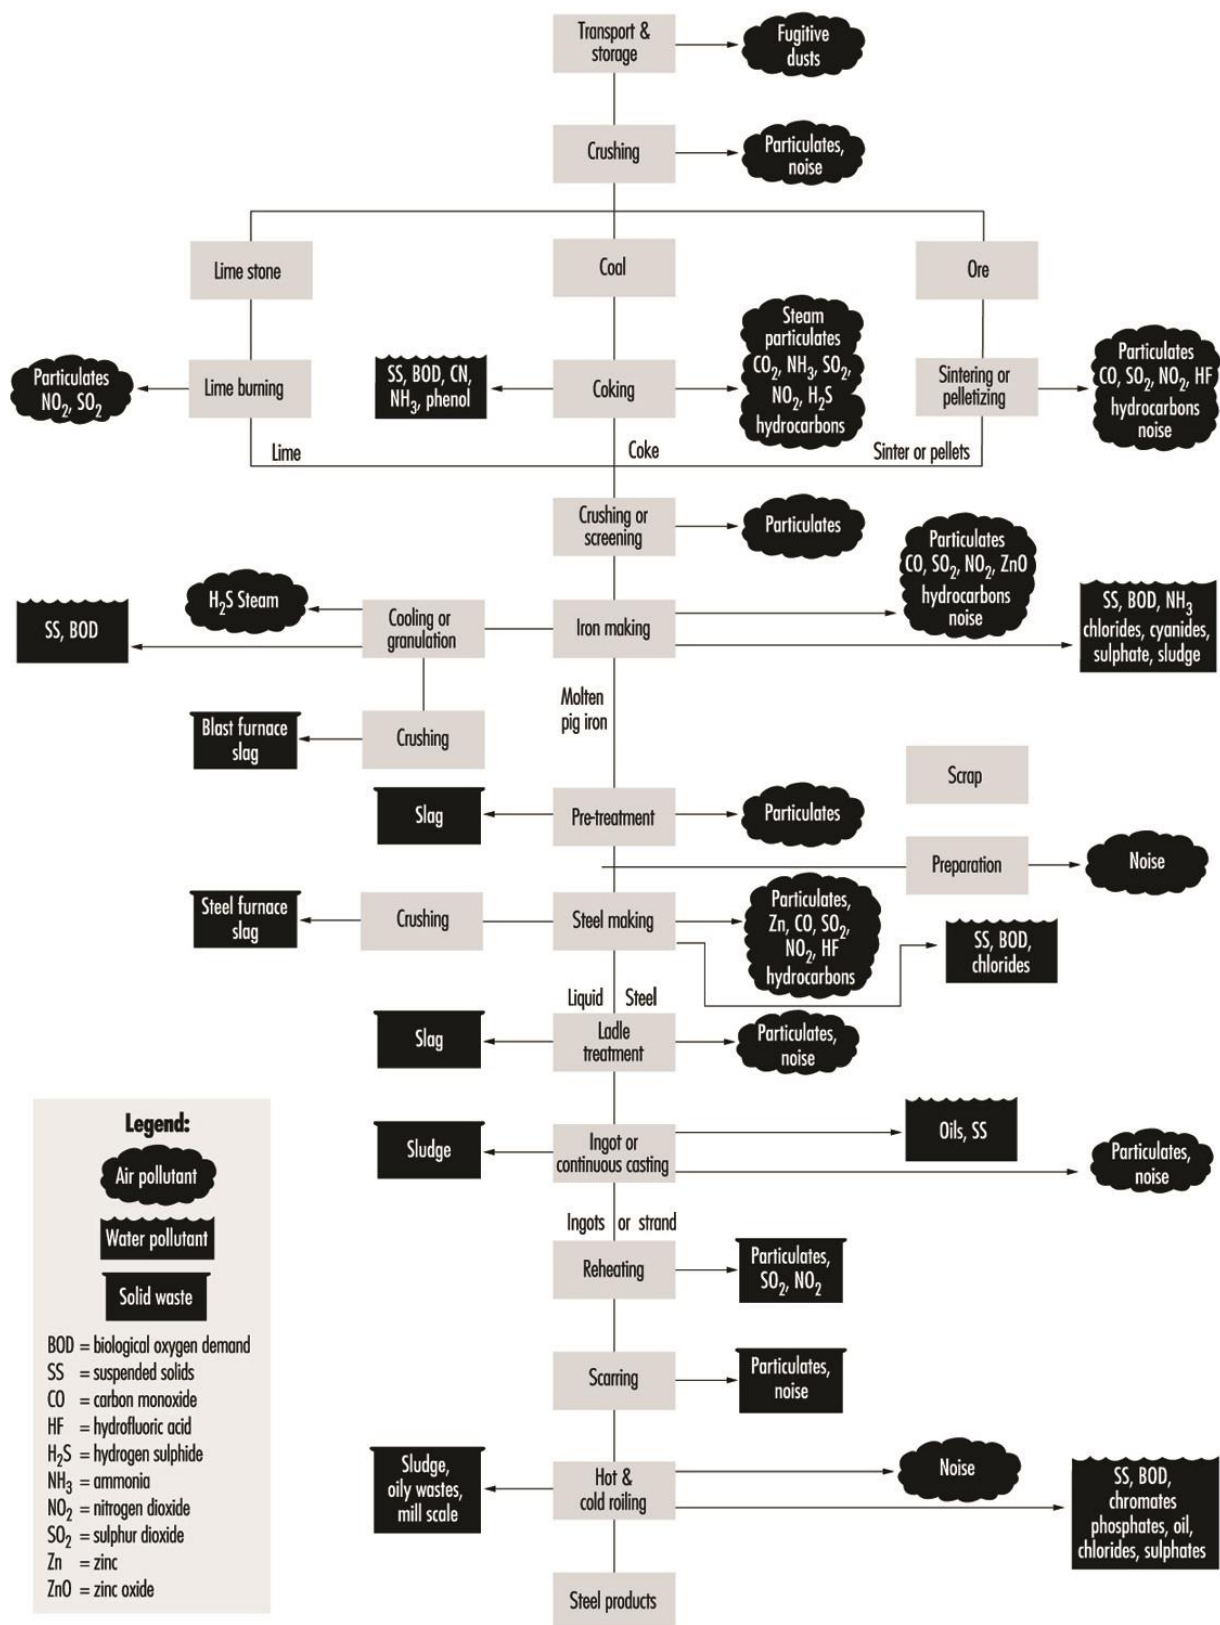 Transport &
storage
Fugitive
dusts
Crushing
Particulates,
noise
Lime stone
Coal
Ore
Particulates
NO2, SO2
Lime burning
SS, BOD, CN,
NH3, phenol
Coking
Steam
particulates
CO2, NH3, SO2,
NO2, H2S
hydrocarbons
Sintering or
pelletizing
Particulates
CO, SO2, NO2, HF
hydrocarbons
noise
Lime
Coke
Sinter or pellets
Crushing or
screening
Particulates
SS, BOD
H2S Steam
Cooling or
granulation
Iron making
Particulates
CO, SO2, NO2, ZnO
hydrocarbons
noise
SS, BOD, NH3
chlorides, cyanides,
sulphate, sludge
Molten
pig iron
Blast furnace
slag
Crushing
Scrap
Slag
Pre-treatment
Particulates
Preparation
Noise
Steel furnace
slag
Crushing
Steel making
Particulates,
Zn, CO, SO2,
NO2, HF
hydrocarbons
SS, BOD,
chlorides
Liquid Steel
Slag
Ladle
treatment
Particulates,
noise
Sludge
Ingot or
continuous casting
Oils, SS
Particulates,
noise
Ingots or strand
Reheating
Particulates,
SO2, NO2
Scarring
Particulates,
noise
Sludge,
oily wastes,
mill scale
Hot &
cold roiling
Noise
SS, BOD,
chromates
phosphates, oil,
chlorides, sulphates
Steel products
Legend:
Air pollutant
Water pollutant
Solid waste
BOD = biological oxygen demand
SS = suspended solids
CO = carbon monoxide
HF = hydrofluoric acid
H2S = hydrogen sulphide
NH3 = ammonia
NO2 = nitrogen dioxide
SO2 = sulphur dioxide
Zn = zinc
ZnO = zinc oxide